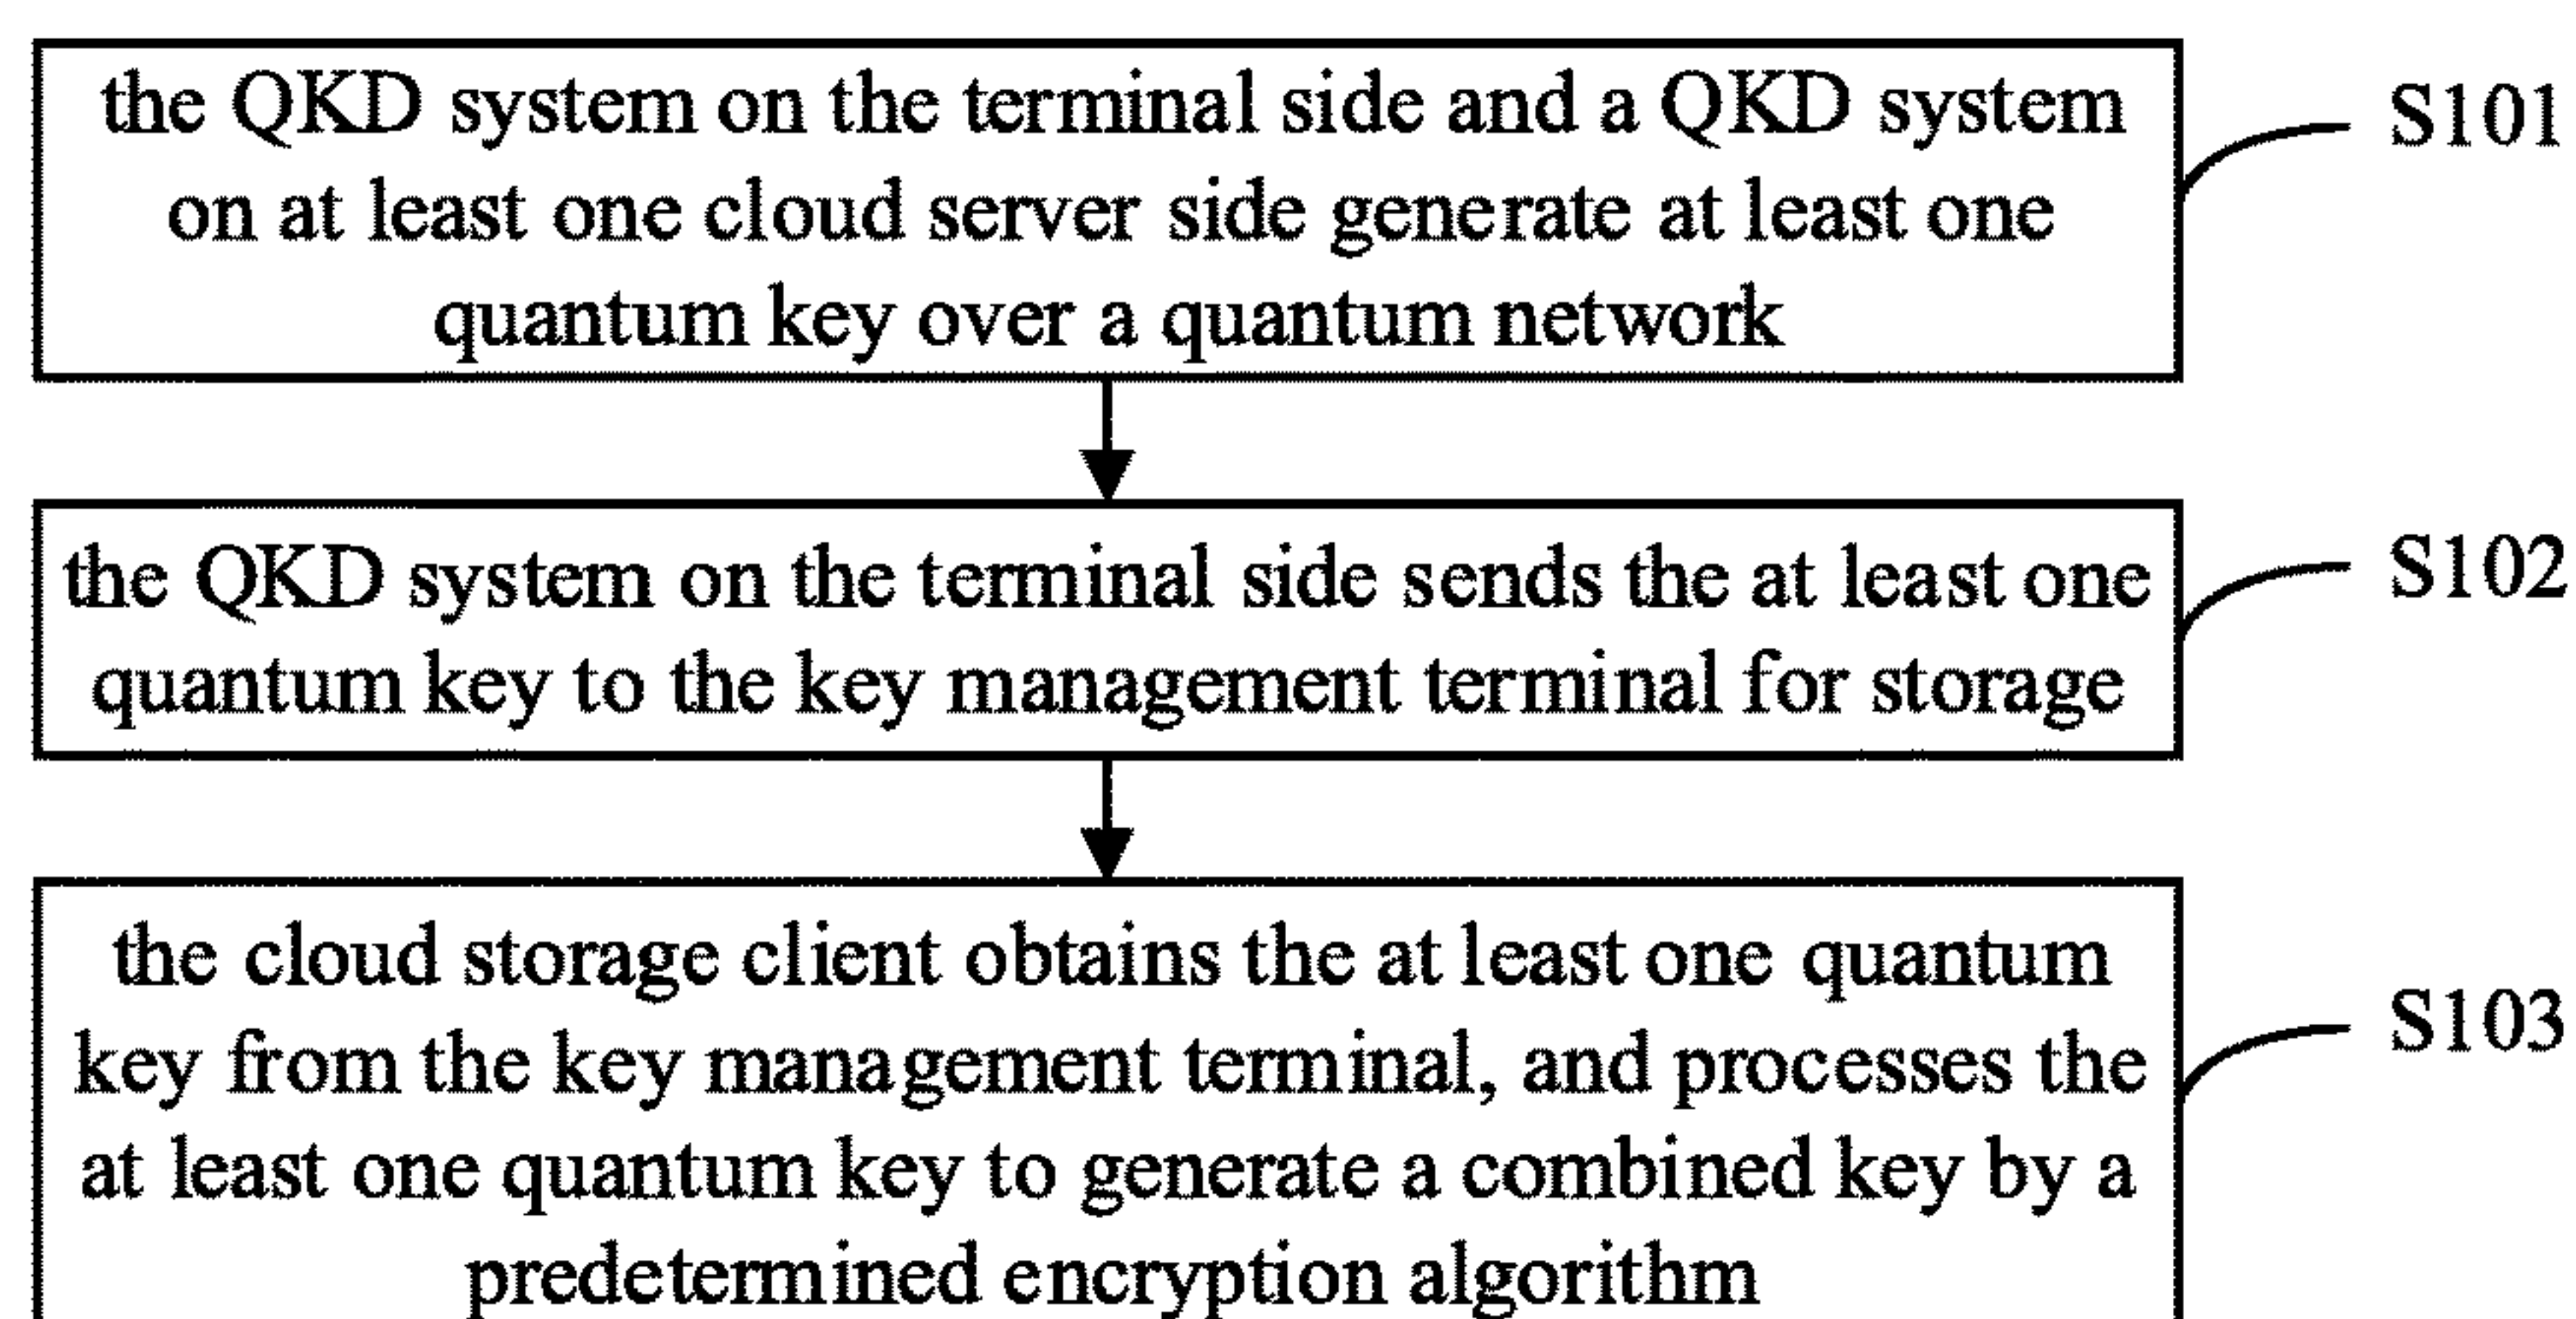 the QKD system on the terminal side and a QKD system
on at least one cloud server side generate at least one
quantum key over a quantum network
S101
the QKD system on the terminal side sends the at least one
quantum key to the key management terminal for storage
S102
the cloud storage client obtains the at least one quantum
key from the key management terminal, and processes the
at least one quantum key to generate a combined key by a
predetermined encryption algorithm
S103